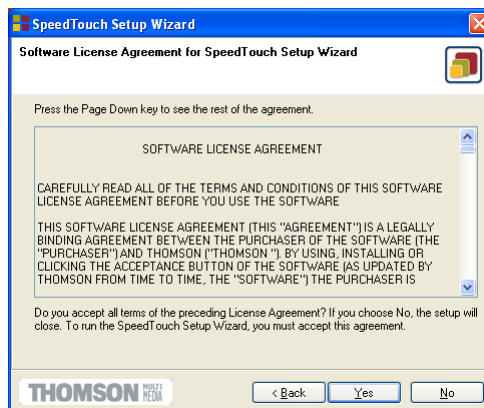 SpeedTouch Setup Wizard
Software License Agreement for SpeedTouch Setup Wizard
Press the Page Down key to see the rest of the agreement.
SOFTWARE LICENSE AGREEMENT
CAREFULLY READ ALL OF THE TERMS AND CONDITIONS OF THIS SOFTWARE
LICENSE AGREEMENT BEFORE YOU USE THE SOFTWARE
THIS SOFTWARE LICENSE AGREEMENT (THIS "AGREEMENT") IS A LEGALLY
BINDING AGREEMENT BETWEEN THE PURCHASER OF THE SOFTWARE (THE
"PURCHASER") AND THOMSON ("THOMSON "). BY USING, INSTALLING OR
CLICKING THE ACCEPTANCE BUTTON OF THE SOFTWARE (AS UPDATED BY
THOMSON FROM TIME TO TIME, THE "SOFTWARE") THE PURCHASER IS
Do you accept all terms of the preceding License Agreement? If you choose No, the setup will
close. To run the SpeedTouch Setup Wizard, you must accept this agreement.
THOMSON MULTI MEDIA
< Back Yes No